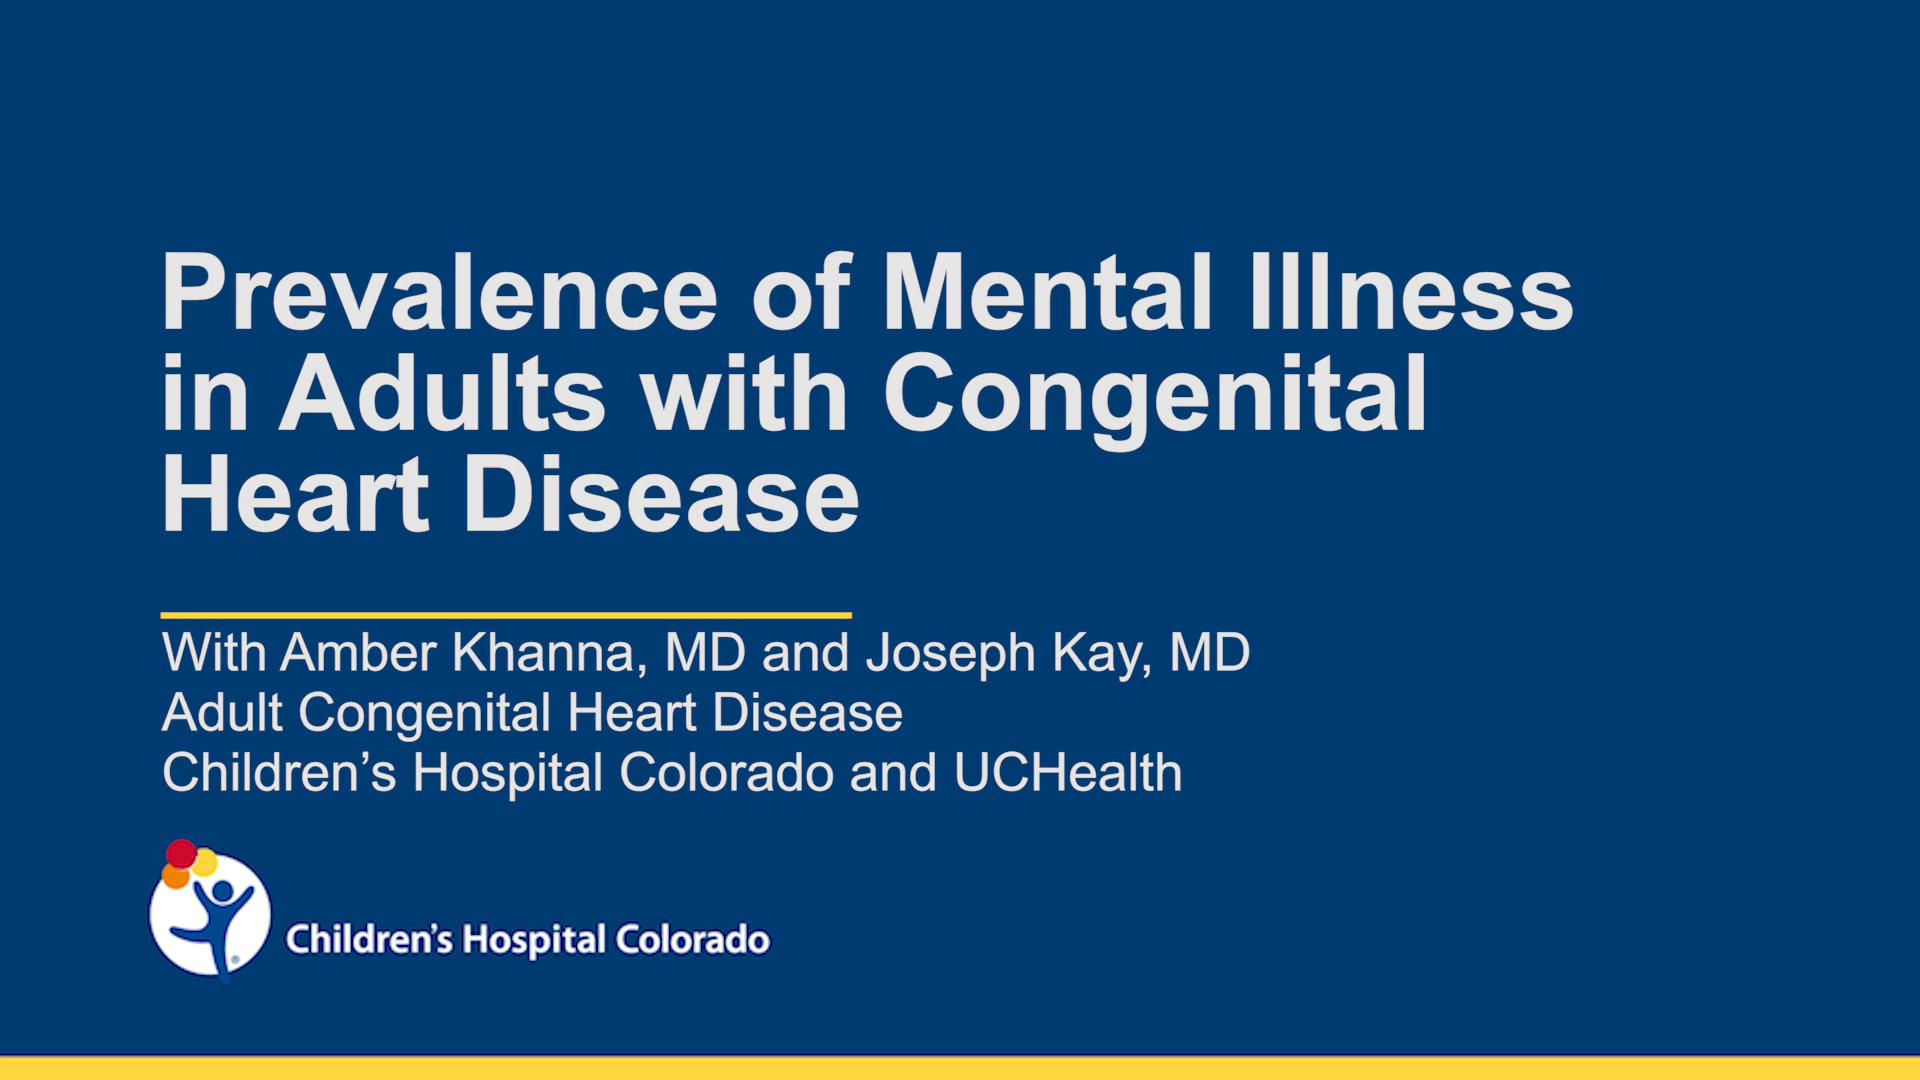 Prevalence of Mental Illness
in Adults with Congenital
Heart Disease
With Amber Khanna, MD and Joseph Kay, MD
Adult Congenital Heart Disease
Children’s Hospital Colorado and UCHealth
Children’s Hospital Colorado